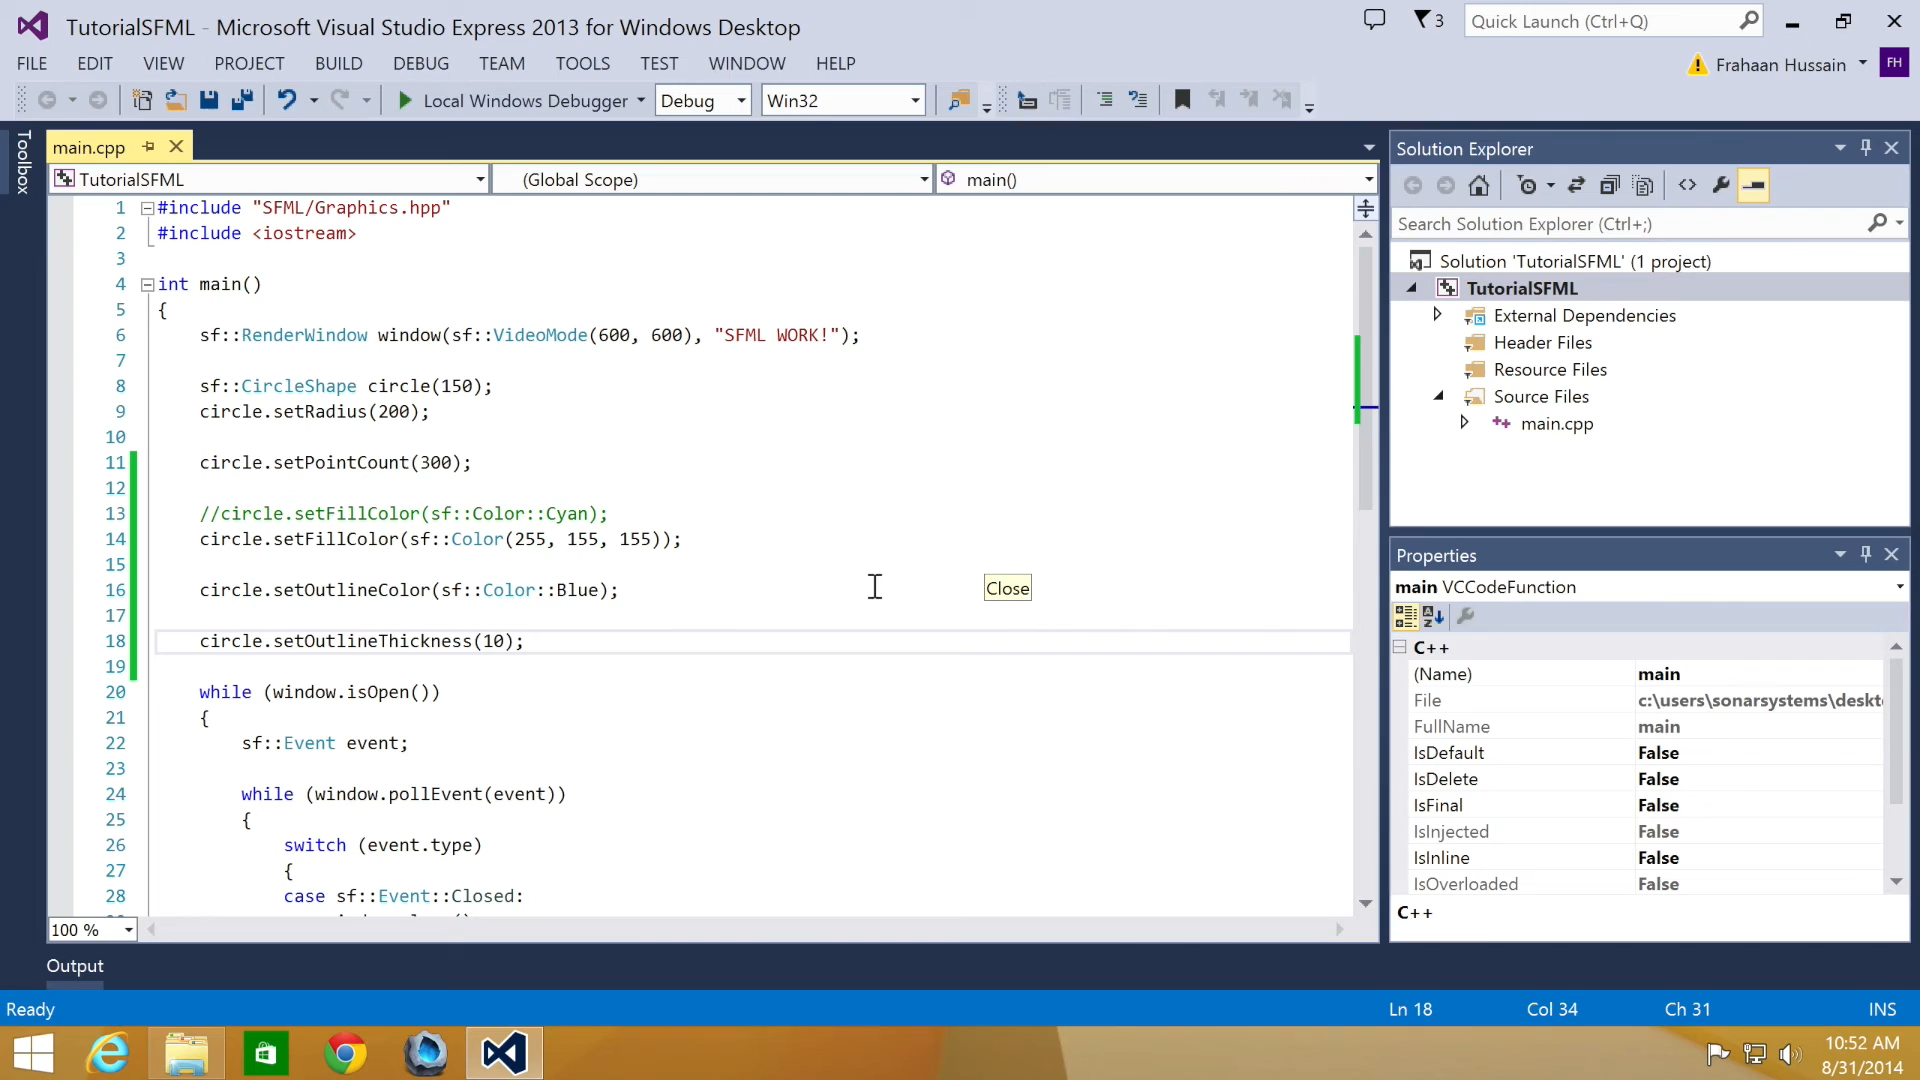 TutorialSFML - Microsoft Visual Studio Express 2013 for Windows Desktop
3
Quick Launch (Ctrl+Q)
FILE EDIT VIEW PROJECT BUILD DEBUG TEAM TOOLS TEST WINDOW HELP
Frahaan Hussain
FH
Local Windows Debugger
Debug
Win32
Toolbox
main.cpp
TutorialSFML
(Global Scope)
main()
1 #include "SFML/Graphics.hpp"
2 #include <iostream>
3
4 int main()
5 {
6 sf::RenderWindow window(sf::VideoMode(600, 600), "SFML WORK!");
7
8 sf::CircleShape circle(150);
9 circle.setRadius(200);
10
11 circle.setPointCount(300);
12
13 //circle.setFillColor(sf::Color::Cyan);
14 circle.setFillColor(sf::Color(255, 155, 155));
15
16 circle.setOutlineColor(sf::Color::Blue);
Close
17
18 circle.setOutlineThickness(10);
19
20 while (window.isOpen())
21 {
22 sf::Event event;
23
24 while (window.pollEvent(event))
25 {
26 switch (event.type)
27 {
28 case sf::Event::Closed:
100 %
Output
Solution Explorer
Search Solution Explorer (Ctrl+;)
Solution 'TutorialSFML' (1 project)
TutorialSFML
External Dependencies
Header Files
Resource Files
Source Files
main.cpp
Properties
main VCCodeFunction
C++
(Name) main
File c:\users\sonarsystems\deskt
FullName main
IsDefault False
IsDelete False
IsFinal False
IsInjected False
IsInline False
IsOverloaded False
C++
Ready
Ln 18
Col 34
Ch 31
INS
10:52 AM
8/31/2014